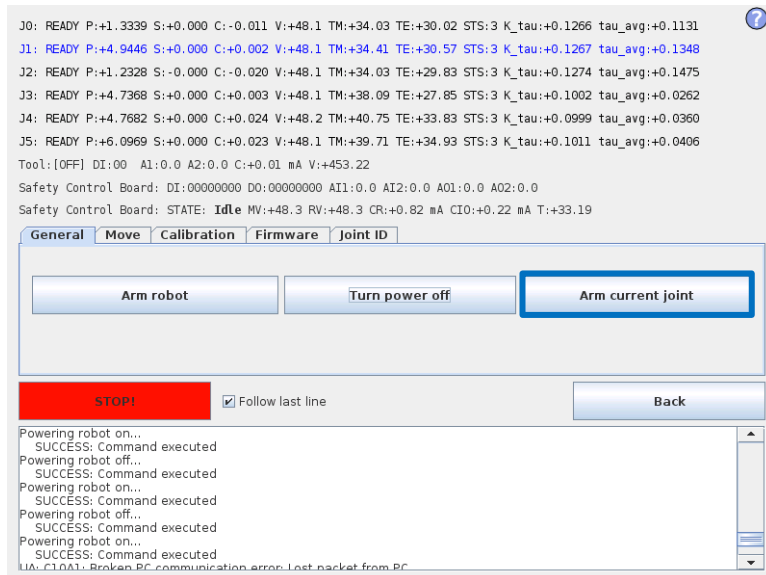 ?
J0: READY P:+1.3339 S:+0.000 C:-0.011 V:+48.1 TM:+34.03 TE:+30.02 STS:3 K_tau:+0.1266 tau_avg:+0.1131
J1: READY P:+4.9446 S:+0.000 C:+0.002 V:+48.1 TM:+34.41 TE:+30.57 STS:3 K_tau:+0.1267 tau_avg:+0.1348
J2: READY P:+1.2328 S:-0.000 C:-0.020 V:+48.1 TM:+34.03 TE:+29.83 STS:3 K_tau:+0.1274 tau_avg:+0.1475
J3: READY P:+4.7368 S:+0.000 C:+0.003 V:+48.1 TM:+38.09 TE:+27.85 STS:3 K_tau:+0.1002 tau_avg:+0.0262
J4: READY P:+4.7682 S:+0.000 C:+0.024 V:+48.2 TM:+40.75 TE:+33.83 STS:3 K_tau:+0.0999 tau_avg:+0.0360
J5: READY P:+6.0969 S:+0.000 C:+0.023 V:+48.1 TM:+39.71 TE:+34.93 STS:3 K_tau:+0.1011 tau_avg:+0.0406
Tool:[OFF] DI:00 A1:0.0 A2:0.0 C:+0.01 mA V:+453.22
Safety Control Board: DI:00000000 DO:00000000 AI1:0.0 AI2:0.0 AO1:0.0 AO2:0.0
Safety Control Board: STATE: Idle MV:+48.3 RV:+48.3 CR:+0.82 mA CIO:+0.22 mA T:+33.19
General Move Calibration Firmware Joint ID
Arm robot Turn power off Arm current joint
STOP! Follow last line Back
Powering robot on...
SUCCESS: Command executed
Powering robot off...
SUCCESS: Command executed
Powering robot on...
SUCCESS: Command executed
Powering robot off...
SUCCESS: Command executed
Powering robot on...
SUCCESS: Command executed
UA: C10A1: Broken PC communication error: Lost packet from PC